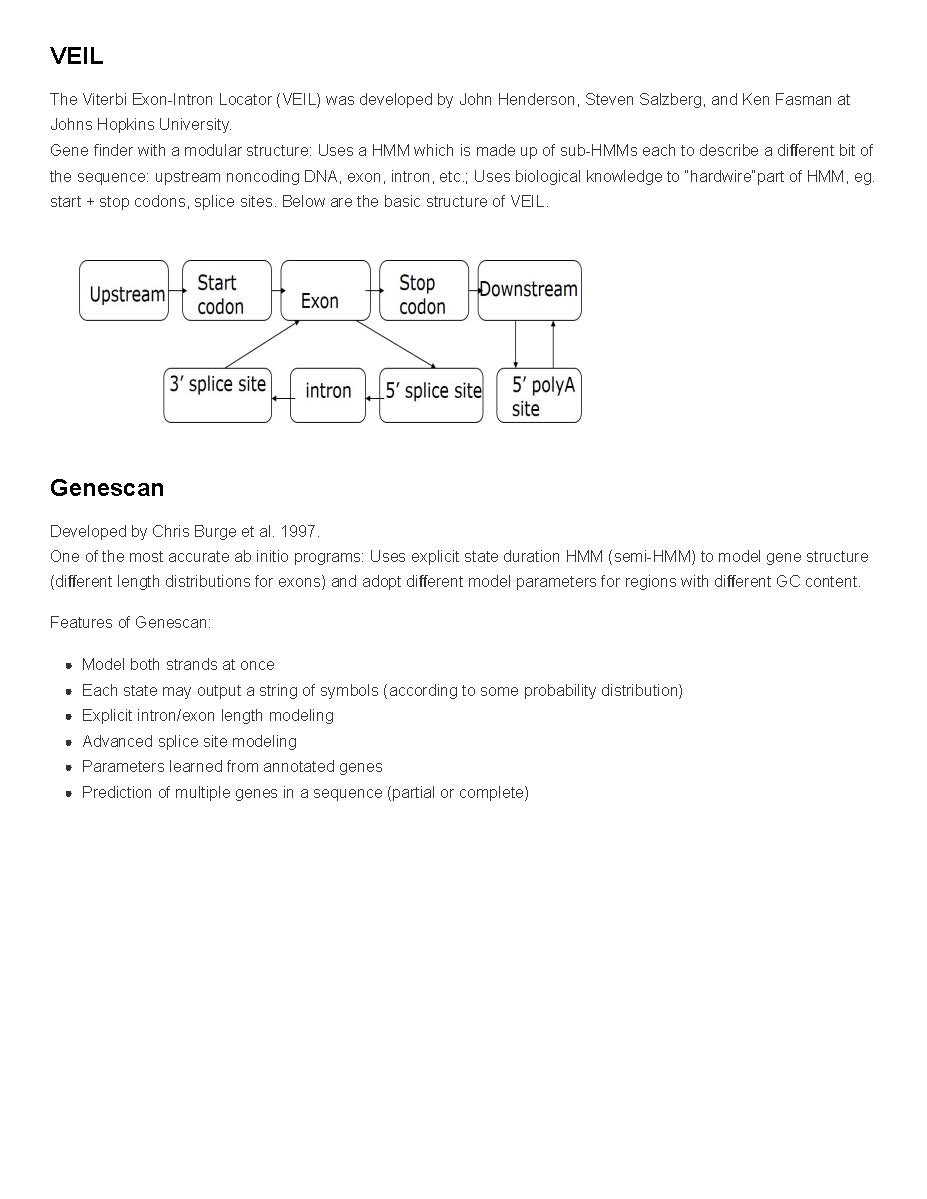 VEIL
The Viterbi Exon-Intron Locator (VEIL) was developed by John Henderson, Steven Salzberg, and Ken Fasman at
Johns Hopkins University.
Gene finder with a modular structure: Uses a HMM which is made up of sub-HMMs each to describe a different bit of
the sequence: upstream noncoding DNA, exon, intron, etc.; Uses biological knowledge to “hardwire”part of HMM, eg.
start + stop codons, splice sites. Below are the basic structure of VEIL.
Upstream
Start
codon
Exon
Stop
codon
Downstream
3’ splice site
intron
5’ splice site
5’ polyA
site
Genescan
Developed by Chris Burge et al. 1997.
One of the most accurate ab initio programs: Uses explicit state duration HMM (semi-HMM) to model gene structure
(different length distributions for exons) and adopt different model parameters for regions with different GC content.
Features of Genescan:
• Model both strands at once
• Each state may output a string of symbols (according to some probability distribution)
• Explicit intron/exon length modeling
• Advanced splice site modeling
• Parameters learned from annotated genes
• Prediction of multiple genes in a sequence (partial or complete)